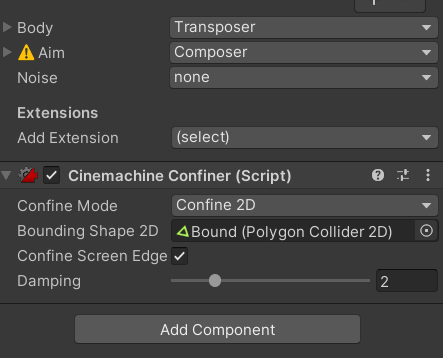 Body Transposer
Aim Composer
Noise none
Extensions
Add Extension (select)
Cinemachine Confiner (Script)
Confine Mode Confine 2D
Bounding Shape 2D Bound (Polygon Collider 2D)
Confine Screen Edge
Damping 2
Add Component